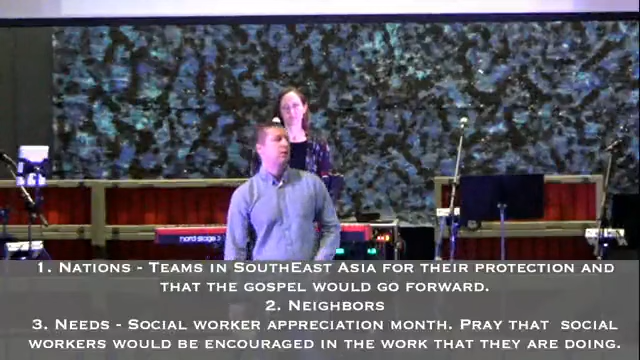 nord stage 3
1. Nations - Teams in SouthEast Asia for their protection and
that the gospel would go forward.
2. Neighbors
3. Needs - Social worker appreciation month. Pray that social
workers would be encouraged in the work that they are doing.